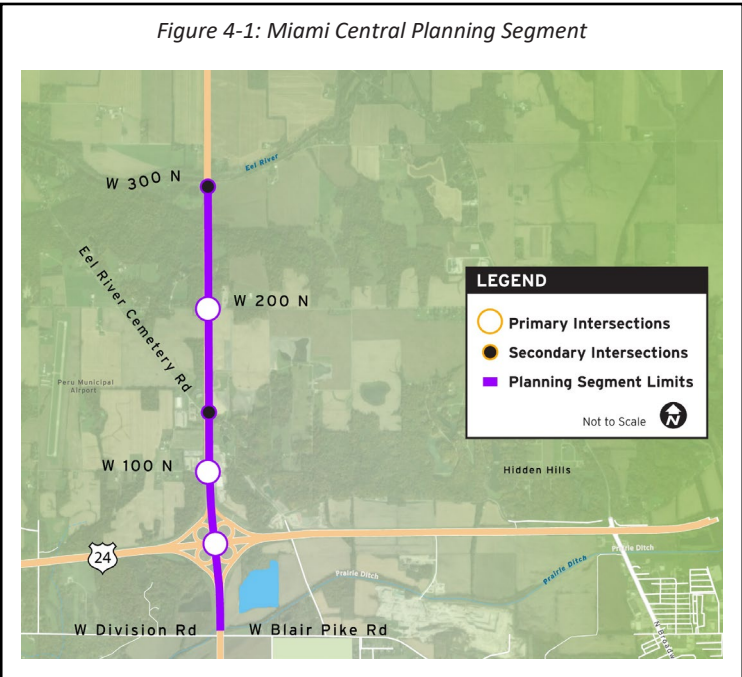 Figure 4-1: Miami Central Planning Segment
Eel River
W 300 N
Eel River Cemetery Rd
W 200 N
LEGEND
Primary Intersections
Secondary Intersections
Planning Segment Limits
Not to Scale
N
Peru Municipal
Airport
W 100 N
Hidden Hills
24
Prairie Ditch
Prairie Ditch
Prairie Ditch
W Division Rd
W Blair Pike Rd